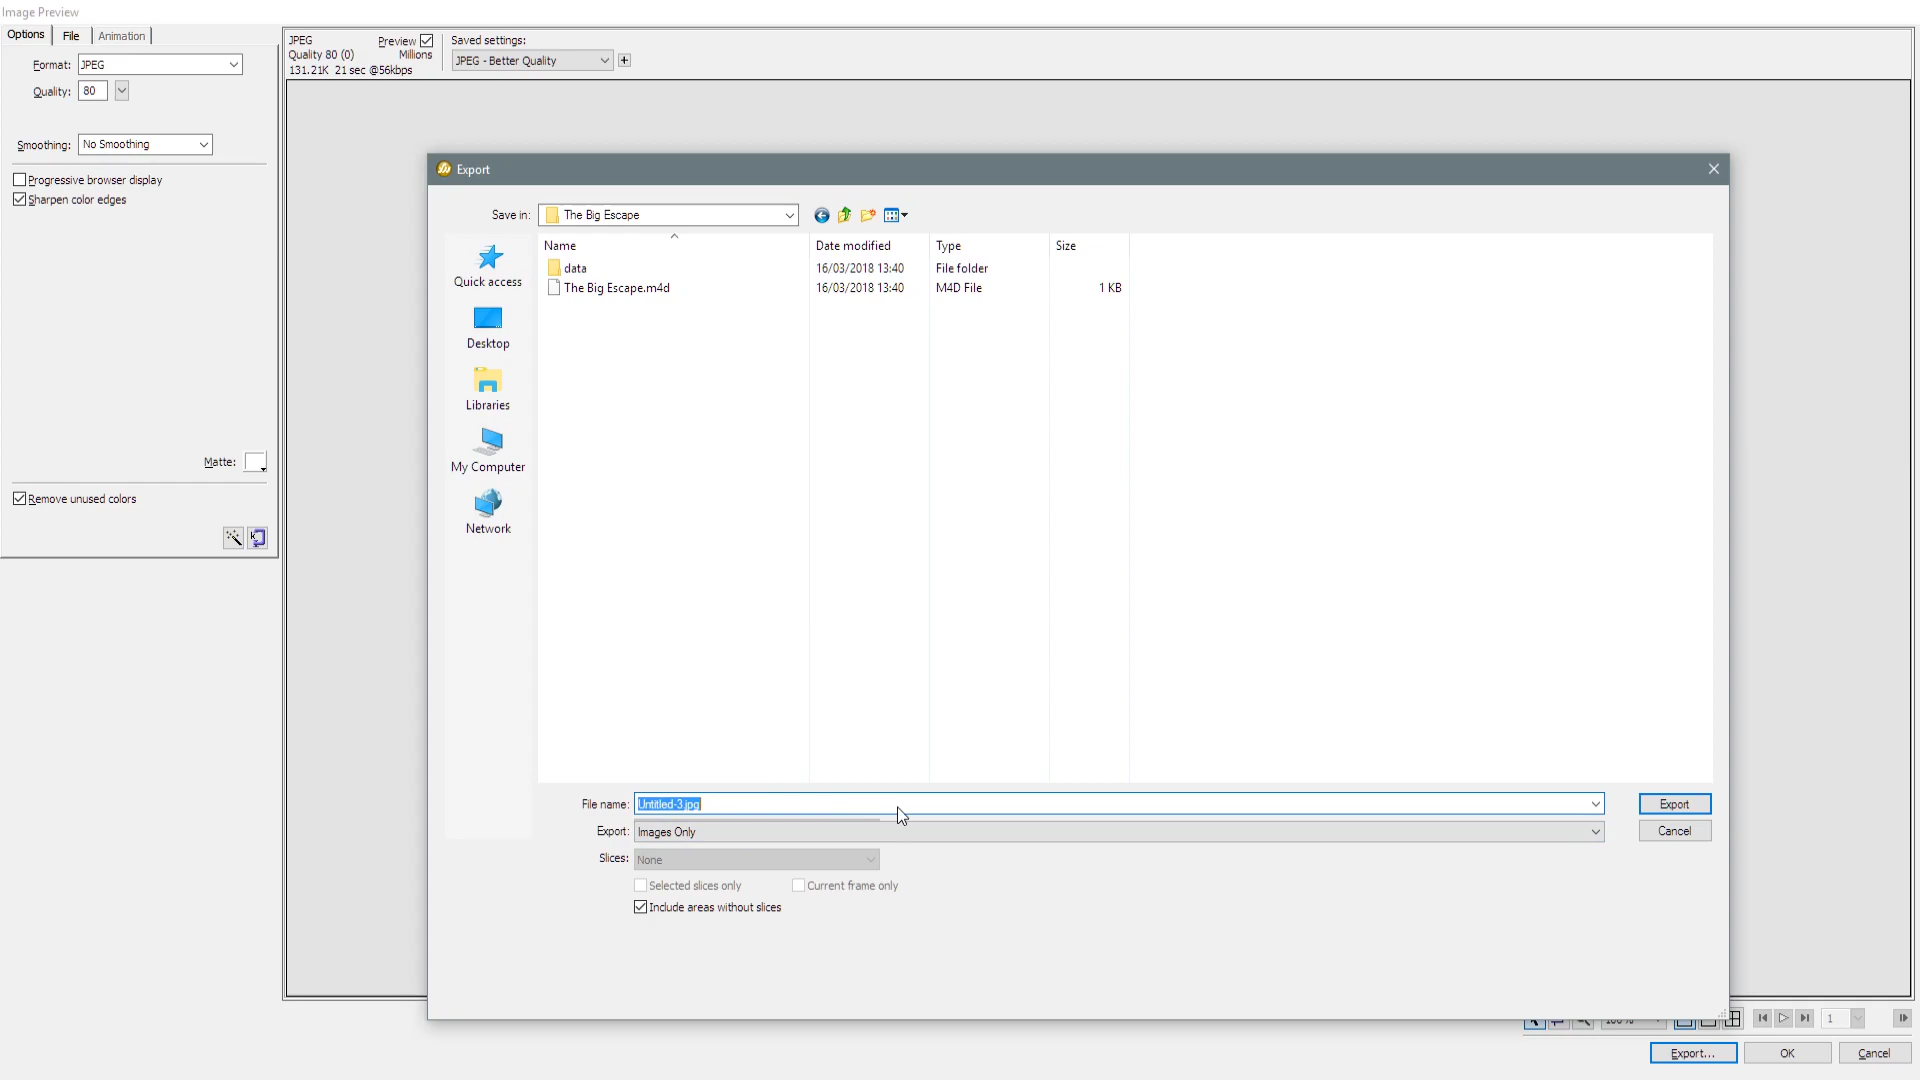 Image Preview
Options File Animation
Format: JPEG
Quality: 80
Smoothing: No Smoothing
Progressive browser display
Sharpen color edges
Matte:
Remove unused colors
JPEG Preview
Quality 80 (0) Millions
131.21K 21 sec @56kbps
Saved settings:
JPEG - Better Quality
Export
Save in: The Big Escape
Name Date modified Type Size
data 16/03/2018 13:40 File folder
The Big Escape.m4d 16/03/2018 13:40 M4D File 1 KB
Quick access
Desktop
Libraries
My Computer
Network
File name: Untitled-3.jpg Export
Export: Images Only Cancel
Slices: None
Selected slices only Current frame only
Include areas without slices
1
Export... OK Cancel